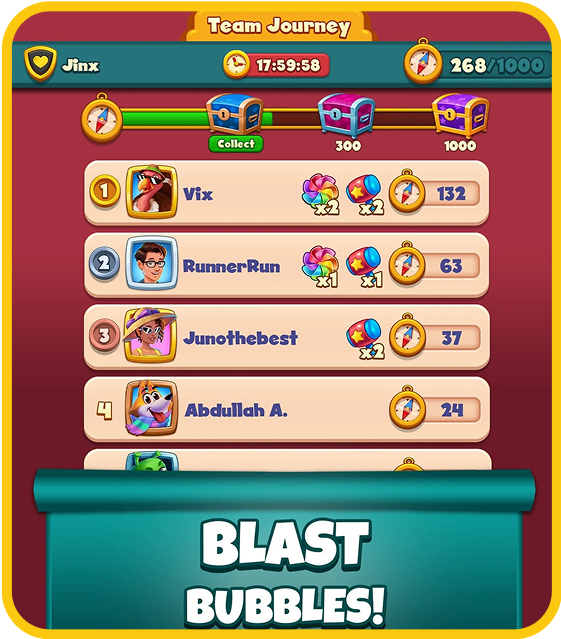 Team Journey
Jinx
17:59:58
268/1000
Collect
300
1000
1
Vix
x2
x2
132
2
RunnerRun
x1
x1
63
3
Junothebest
x2
37
4
Abdullah A.
24
BLAST
BUBBLES!